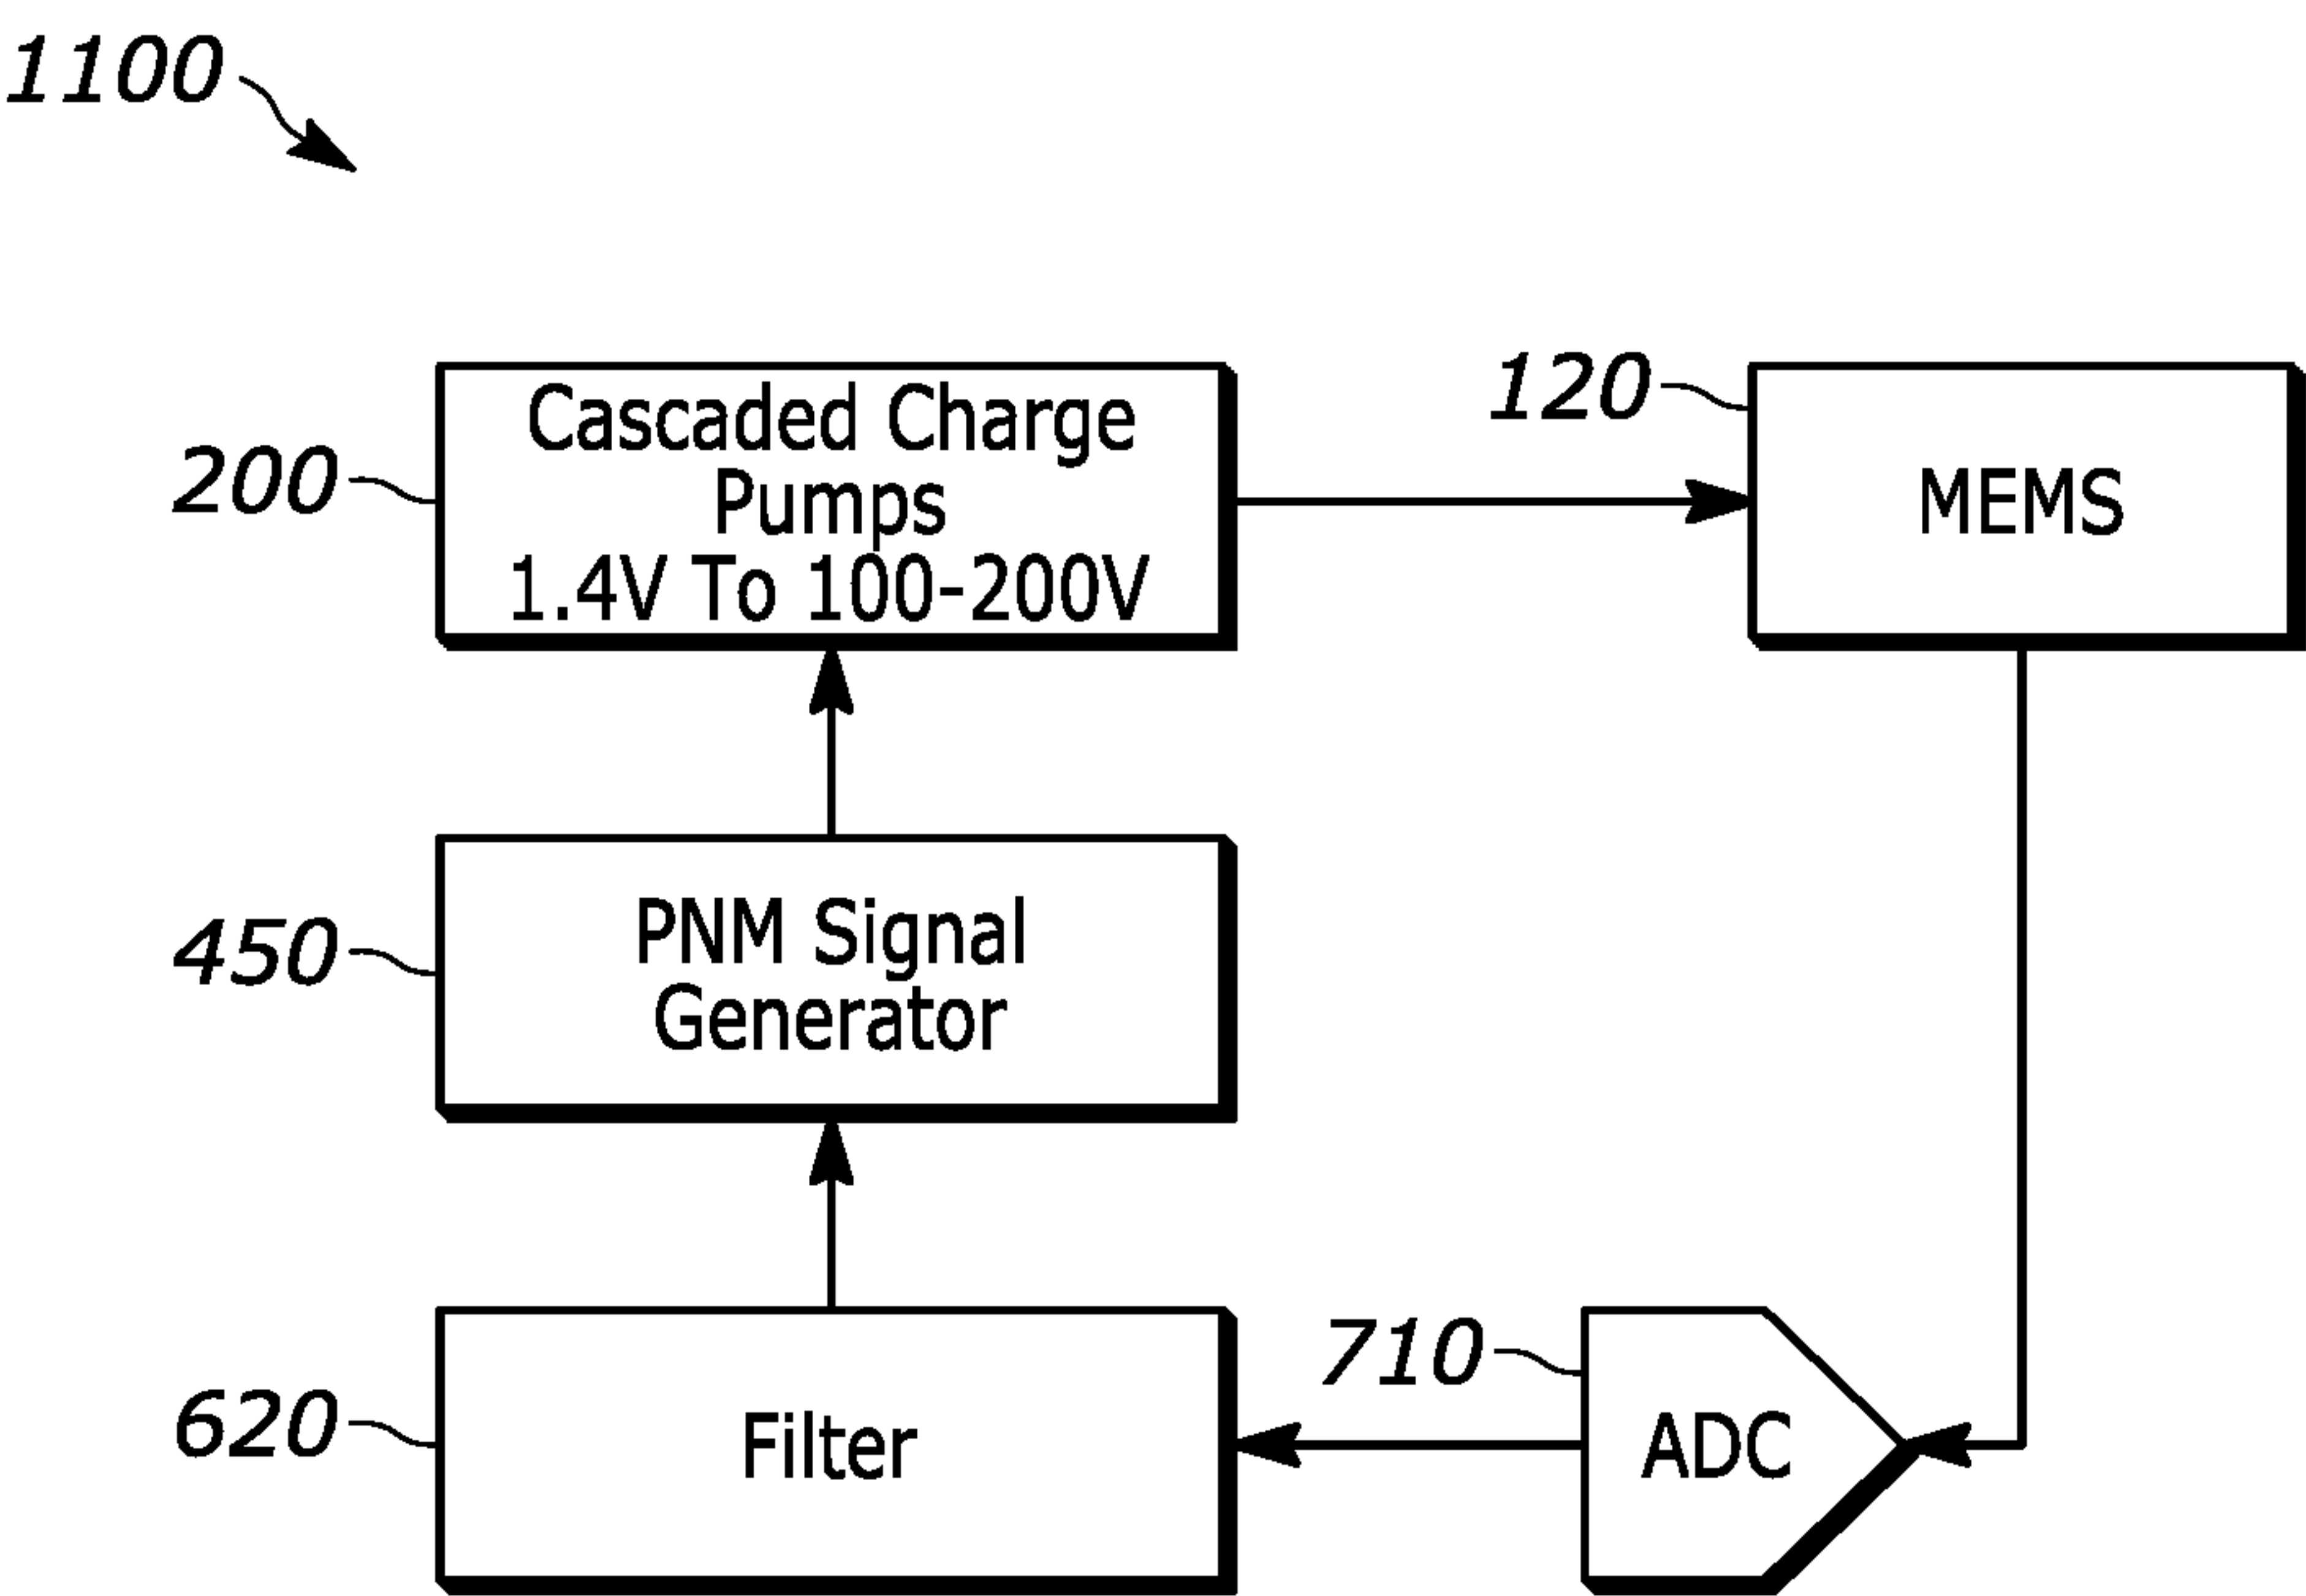 1100
200
Cascaded Charge
Pumps
1.4V To 100-200V
120
MEMS
450
PNM Signal
Generator
620
Filter
710
ADC